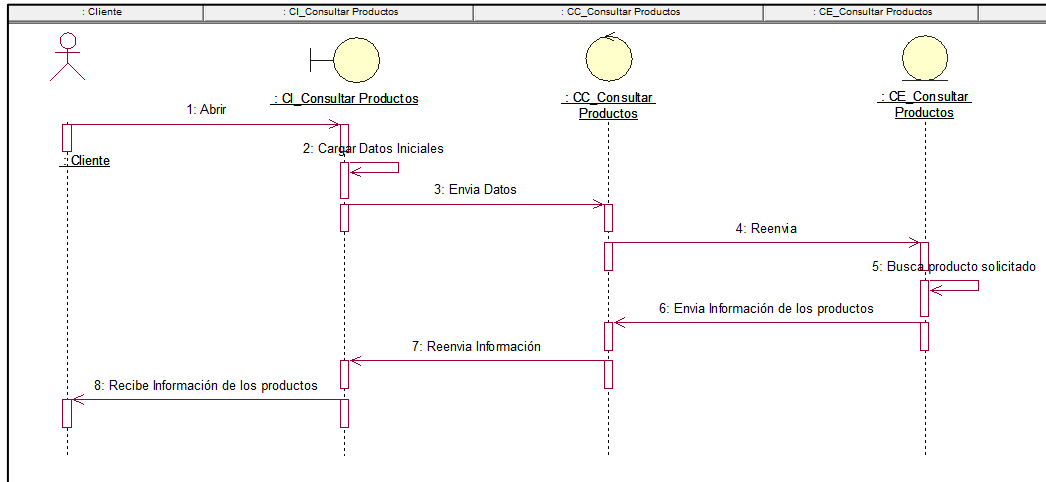 : Cliente
: CI_Consultar Productos
: CC_Consultar Productos
: CE_Consultar Productos
: CI_Consultar Productos
: CC_Consultar
Productos
: CE_Consultar
Productos
1: Abrir
: Cliente
2: Cargar Datos Iniciales
3: Envia Datos
4: Reenvia
5: Busca producto solicitado
6: Envia Información de los productos
7: Reenvia Información
8: Recibe Información de los productos